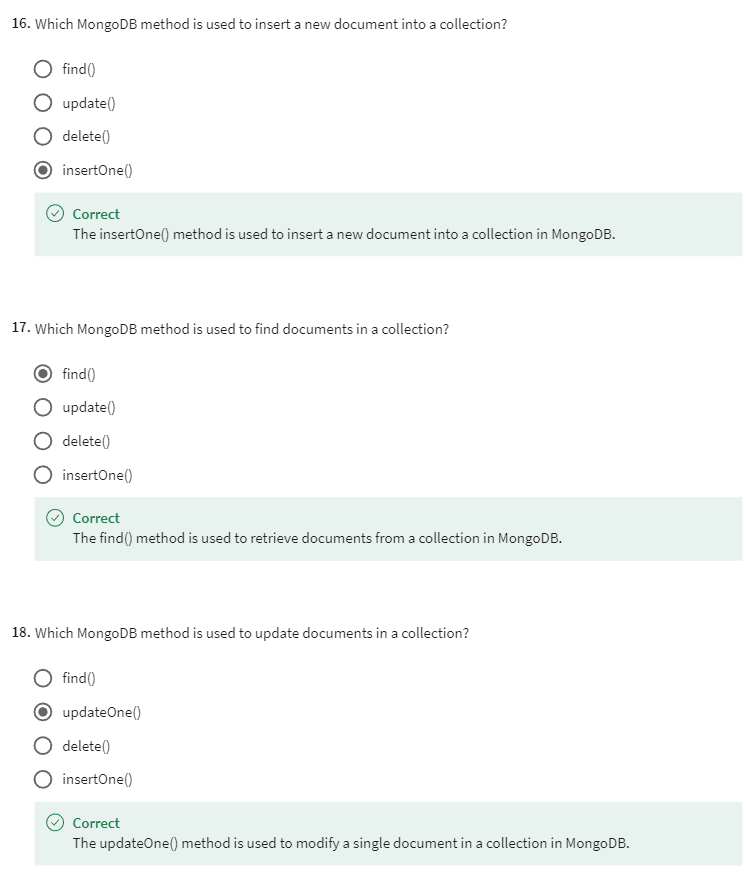 16. Which MongoDB method is used to insert a new document into a collection?
find()
update()
delete()
insertOne()
Correct
The insertOne() method is used to insert a new document into a collection in MongoDB.
17. Which MongoDB method is used to find documents in a collection?
find()
update()
delete()
insertOne()
Correct
The find() method is used to retrieve documents from a collection in MongoDB.
18. Which MongoDB method is used to update documents in a collection?
find()
updateOne()
delete()
insertOne()
Correct
The updateOne() method is used to modify a single document in a collection in MongoDB.